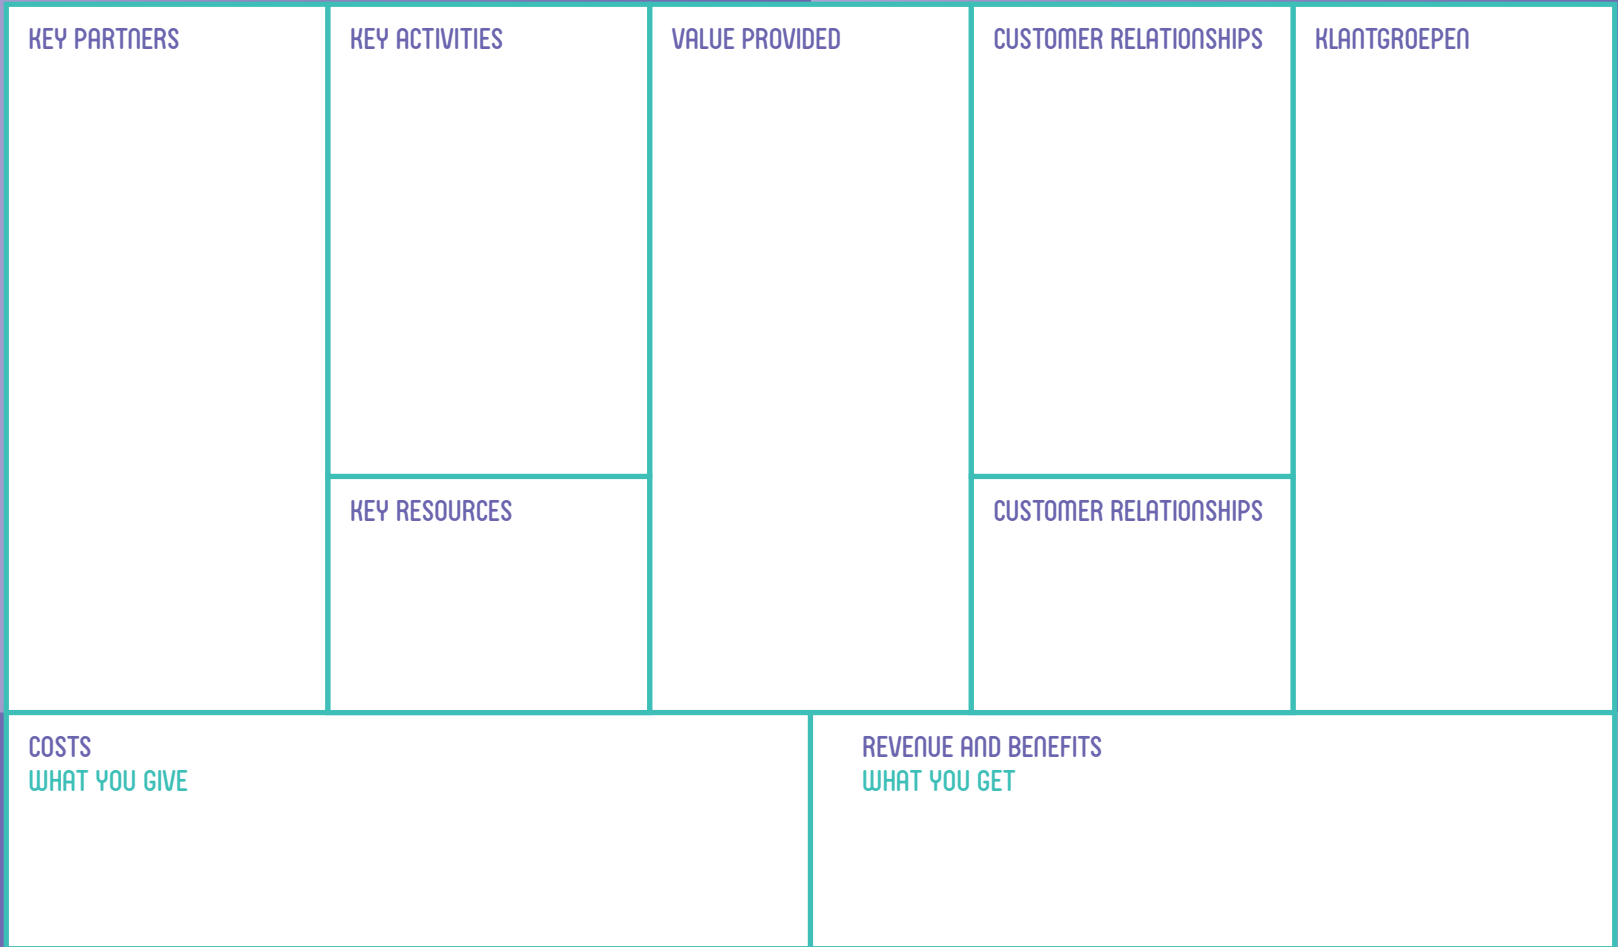 KEY PARTNERS
KEY ACTIVITIES
VALUE PROVIDED
CUSTOMER RELATIONSHIPS
KLANTGROEPEN
KEY RESOURCES
CUSTOMER RELATIONSHIPS
COSTS
WHAT YOU GIVE
REVENUE AND BENEFITS
WHAT YOU GET